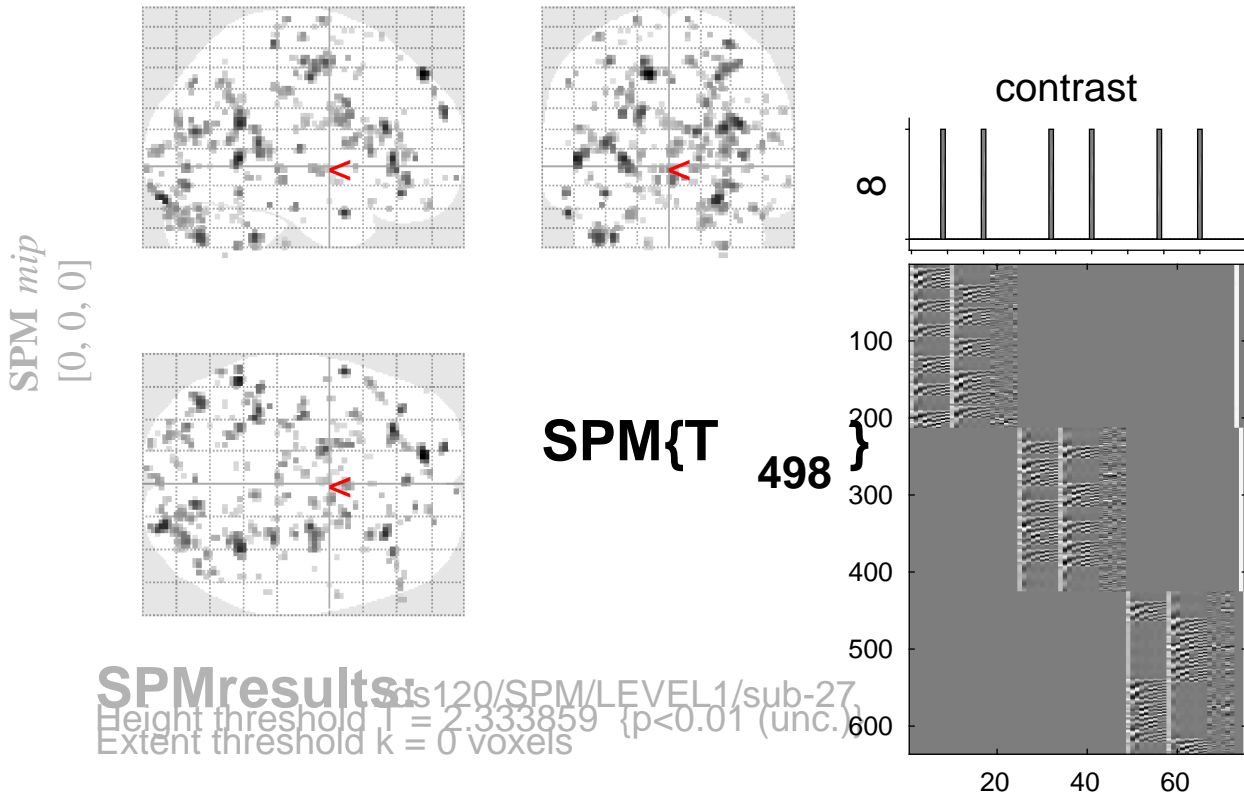 contrast
8
SPM mip
[0, 0, 0]
<
<
<
SPM{T498}
100
200
300
400
500
600
20
40
60
SPMresults: /ds120/SPM/LEVEL1/sub-27
Height threshold T = 2.333859 {p<0.01 (unc.)}
Extent threshold k = 0 voxels